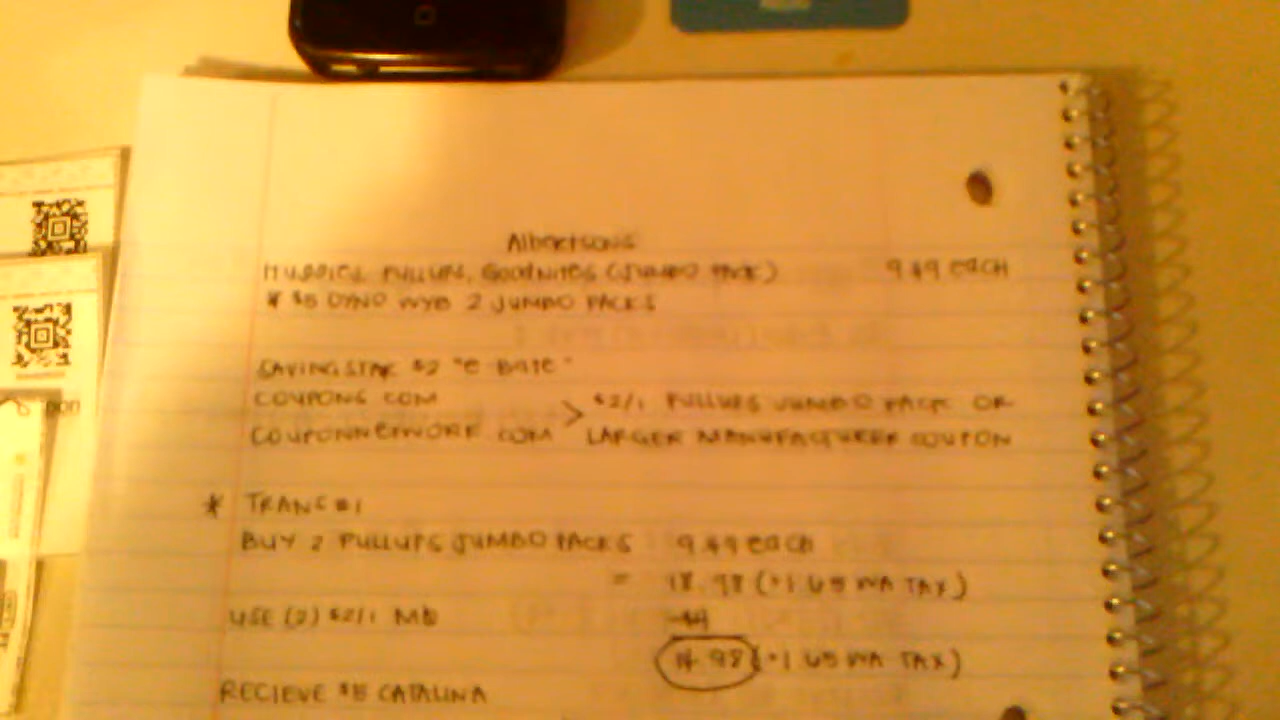 Albertsons
HUGGIES PULLUPS, GOODNITES (JUMBO PACK) 9.49 EACH
* $5 DYNO WYB 2 JUMBO PACKS
SAVINGSTAR $2 "E-BATE"
COUPONS.COM
COUPONNETWORK.COM > $2/1 PULLUPS JUMBO PACK OR
LARGER MANUFACTURER COUPON
* TRANS #1
BUY 2 PULLUPS JUMBO PACKS 9.49 EACH
= 18.98 (+1.65 WA TAX)
USE (2) $2/1 MQ -$4
14.98 (+1.65 WA TAX)
RECIEVE $5 CATALINA